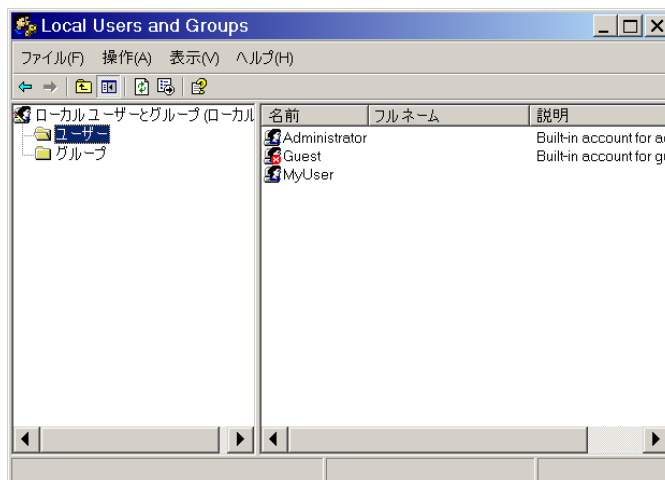 Local Users and Groups
ファイル(F) 操作(A) 表示(V) ヘルプ(H)
ローカル ユーザーとグループ (ローカル
ユーザー
グループ
名前 フル ネーム 説明
Administrator Built-in account for
Guest Built-in account for
MyUser